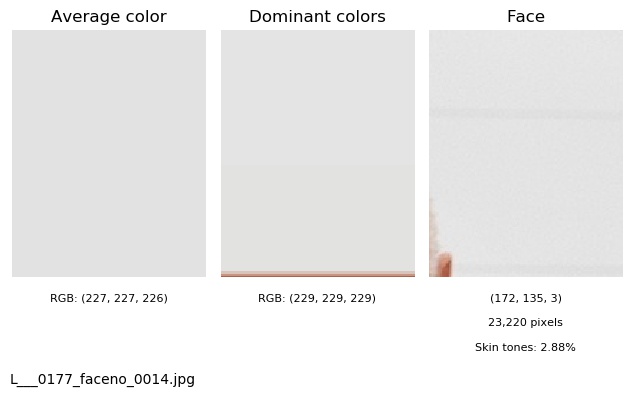 Average color
Dominant colors
Face
RGB: (227, 227, 226)
RGB: (229, 229, 229)
(172, 135, 3)
23,220 pixels
Skin tones: 2.88%
L___0177_faceno_0014.jpg